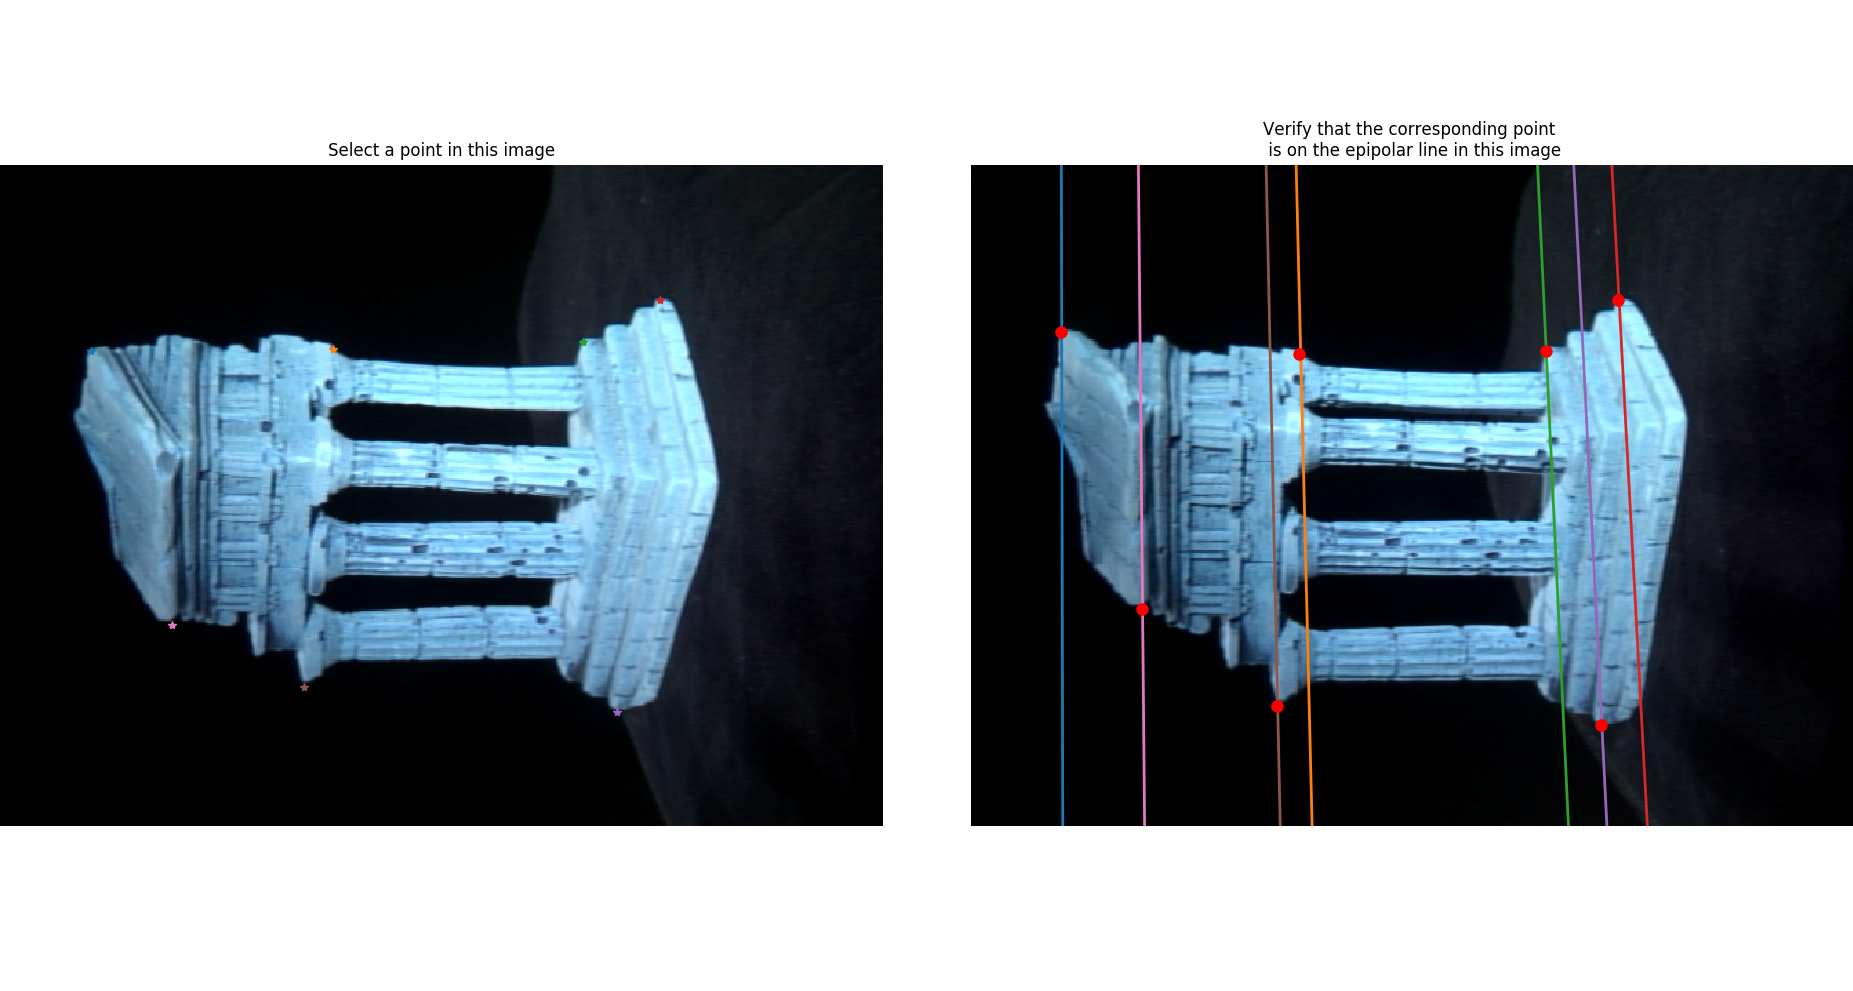 Select a point in this image
Verify that the corresponding point
is on the epipolar line in this image